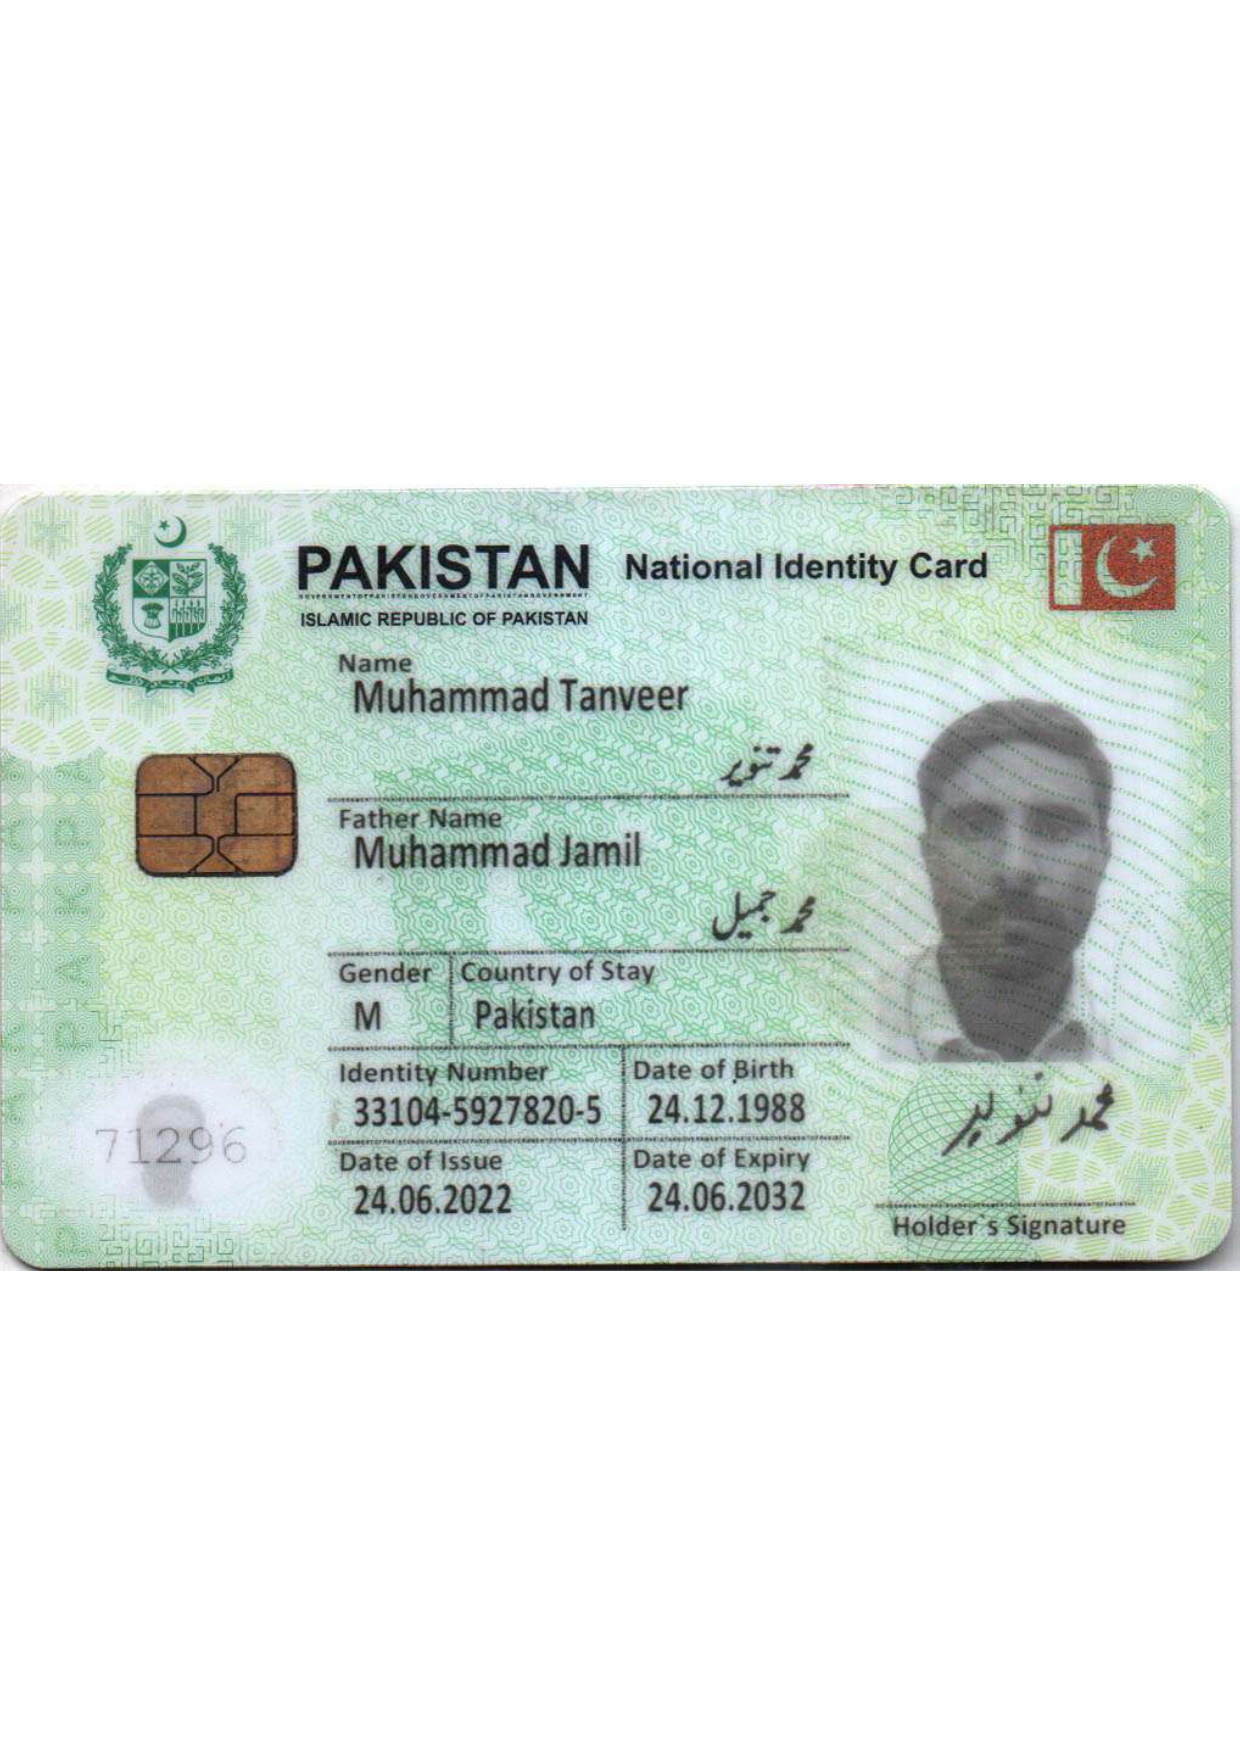 PAKISTAN National Identity Card
ISLAMIC REPUBLIC OF PAKISTAN
Name
Muhammad Tanveer
محمد تنویر
Father Name
Muhammad Jamil
محمد جمیل
Gender Country of Stay
M Pakistan
Identity Number Date of Birth
33104-5927820-5 24.12.1988
Date of Issue Date of Expiry
24.06.2022 24.06.2032
71296
محمد تنویر
Holder`s Signature